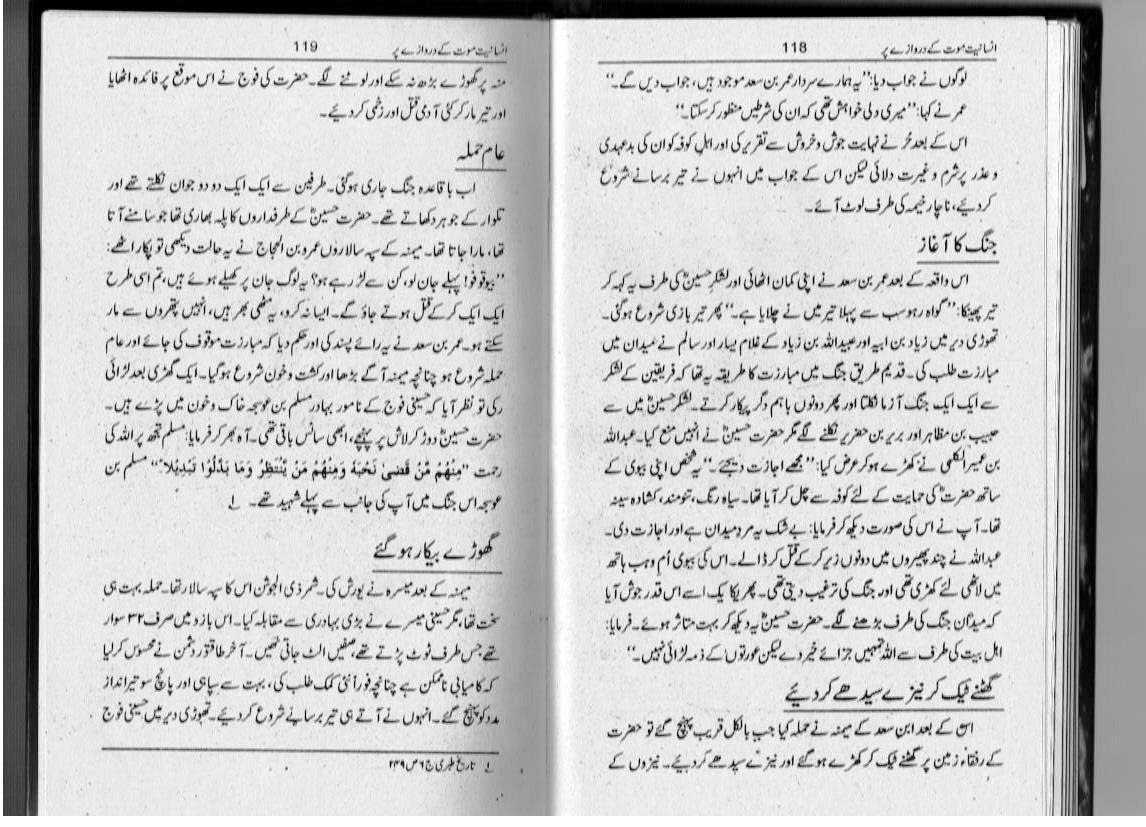 انسانیت موت کے دروازے پر 118
لوگوں نے جواب دیا: ”یہ ہمارے سردار عمر بن سعد موجود ہیں، جواب دیں گے۔“
عمر نے کہا: ”میری دلی خواہش تھی کہ ان کی شرطیں منظور کر سکتا۔“
اس کے بعد حُر نے نہایت جوش و خروش سے تقریر کی اور اہل کوفہ کو ان کی بدعہدی
و عذر پر شرم و غیرت دلائی لیکن اس کے جواب میں انہوں نے تیر برسانے شروع
کر دیئے، ناچار خیمہ کی طرف لوٹ آئے۔
جنگ کا آغاز
اس واقعہ کے بعد عمر بن سعد نے اپنی کمان اٹھائی اور لشکر حسینؓ کی طرف یہ کہہ کر
تیر پھینکا: ”گواہ رہو سب سے پہلا تیر میں نے چلایا ہے۔“ پھر تیر بازی شروع ہو گئی۔
تھوڑی دیر میں زیاد بن ابیہ اور عبید اللہ بن زیاد کے غلام یسار اور سالم نے میدان میں
مبارزت طلب کی۔ قدیم طریق جنگ میں مبارزت کا طریقہ یہ تھا کہ فریقین کے لشکر
سے ایک ایک جنگ آزما نکلتا اور پھر دونوں باہم دگر پیکار کرتے۔ لشکر حسینؓ میں سے
حبیب بن مظاہر اور بریر بن حضیر نکلنے لگے مگر حضرت حسینؓ نے انہیں منع کیا۔ عبداللہ
بن عمیر الکلبی نے کھڑے ہو کر عرض کیا: ”مجھے اجازت دیجئے۔“ یہ شخص اپنی بیوی کے
ساتھ حضرتؓ کی حمایت کے لئے کوفہ سے چل کر آیا تھا۔ سیاہ رنگ، تنومند، کشادہ سینہ
تھا۔ آپ نے اس کی صورت دیکھ کر فرمایا: بے شک یہ مرد میدان ہے اور اجازت دی۔
عبداللہ نے چند پھیروں میں دونوں زیر کر کے قتل کر ڈالے۔ اس کی بیوی اُم وہب ہاتھ
میں لاٹھی لئے کھڑی تھی اور جنگ کی ترغیب دیتی تھی۔ پھر یکا یک اسے اس قدر جوش آیا
کہ میدان جنگ کی طرف بڑھنے لگے۔ حضرت حسینؓ یہ دیکھ کر بہت متاثر ہوئے۔ فرمایا:
اہل بیت کی طرف سے اللہ تمہیں جزائے خیر دے لیکن عورتوں کے ذمہ لڑائی نہیں۔“
گھٹنے ٹیک کر نیزے سیدھے کر دیئے
اس کے بعد ابن سعد کے میمنہ نے حملہ کیا جب بالکل قریب پہنچ گئے تو حضرت
کے رفقاء زمین پر گھٹنے ٹیک کر کھڑے ہو گئے اور نیزے سیدھے کر دیئے۔ نیزوں کے
انسانیت موت کے دروازے پر 119
منہ پر گھوڑے بڑھ نہ سکے اور لوٹنے لگے۔ حضرت کی فوج نے اس موقع پر فائدہ اٹھایا
اور تیر مار کر کئی آدمی قتل اور زخمی کر دیئے۔
عام حملہ
اب باقاعدہ جنگ جاری ہو گئی۔ طرفین سے ایک ایک دو دو جوان نکلتے تھے اور
تلوار کے جوہر دکھاتے تھے۔ حضرت حسینؓ کے طرفداروں کا پلہ بھاری تھا جو سامنے آتا
تھا، مارا جاتا تھا۔ میمنہ کے سپہ سالاروں عمرو بن الحجاج نے یہ حالت دیکھی تو پکار اٹھے:
”بیوقوفو! پہلے جان لو، کن سے لڑ رہے ہو؟ یہ لوگ جان پر کھیلے ہوئے ہیں، تم اسی طرح
ایک ایک کر کے قتل ہوتے جاؤ گے۔ ایسا نہ کرو، یہ مٹھی بھر ہیں، انہیں پتھروں سے مار
سکتے ہو۔ عمر بن سعد نے یہ رائے پسند کی اور حکم دیا کہ مبارزت موقوف کی جائے اور عام
حملہ شروع ہو چنانچہ میمنہ آگے بڑھا اور کشت و خون شروع ہو گیا۔ ایک گھڑی بعد لڑائی
رکی تو نظر آیا کہ حسینی فوج کے نامور بہادر مسلم بن عوسجہ خاک و خون میں پڑے ہیں۔
حضرت حسینؓ دوڑ کر لاش پر پہنچے، ابھی سانس باقی تھی۔ آہ بھر کر فرمایا: مسلم تجھ پر اللہ کی
رحمت ”مِنْهُمْ مَّنْ قَضَىٰ نَحْبَهُ وَمِنْهُمْ مَنْ يَّنْتَظِرُ وَمَا بَدَّلُوا تَبْدِيْلًا۔“ مسلم بن
عوسجہ اس جنگ میں آپ کی جانب سے پہلے شہید تھے۔ ۱
گھوڑے بیکار ہو گئے
میمنہ کے بعد میسرہ نے یورش کی۔ شمر ذی الجوشن اس کا سپہ سالار تھا۔ حملہ بہت ہی
سخت تھا، مگر حسینی میسرے نے بڑی بہادری سے مقابلہ کیا۔ اس بازو میں صرف ۳۲ سوار
تھے، جس طرف ٹوٹ پڑتے تھے، صفیں الٹ جاتی تھیں۔ آخر طاقتور دشمن نے محسوس کر لیا
کہ کامیابی ناممکن ہے چنانچہ فوراً نئی کمک طلب کی، بہت سے سپاہی اور پانچ سو تیر انداز
مدد کو پہنچ گئے۔ انہوں نے آتے ہی تیر برسانے شروع کر دیئے۔ تھوڑی دیر میں حسینی فوج
۱ تاریخ طبری ج ۶ ص ۲۴۹